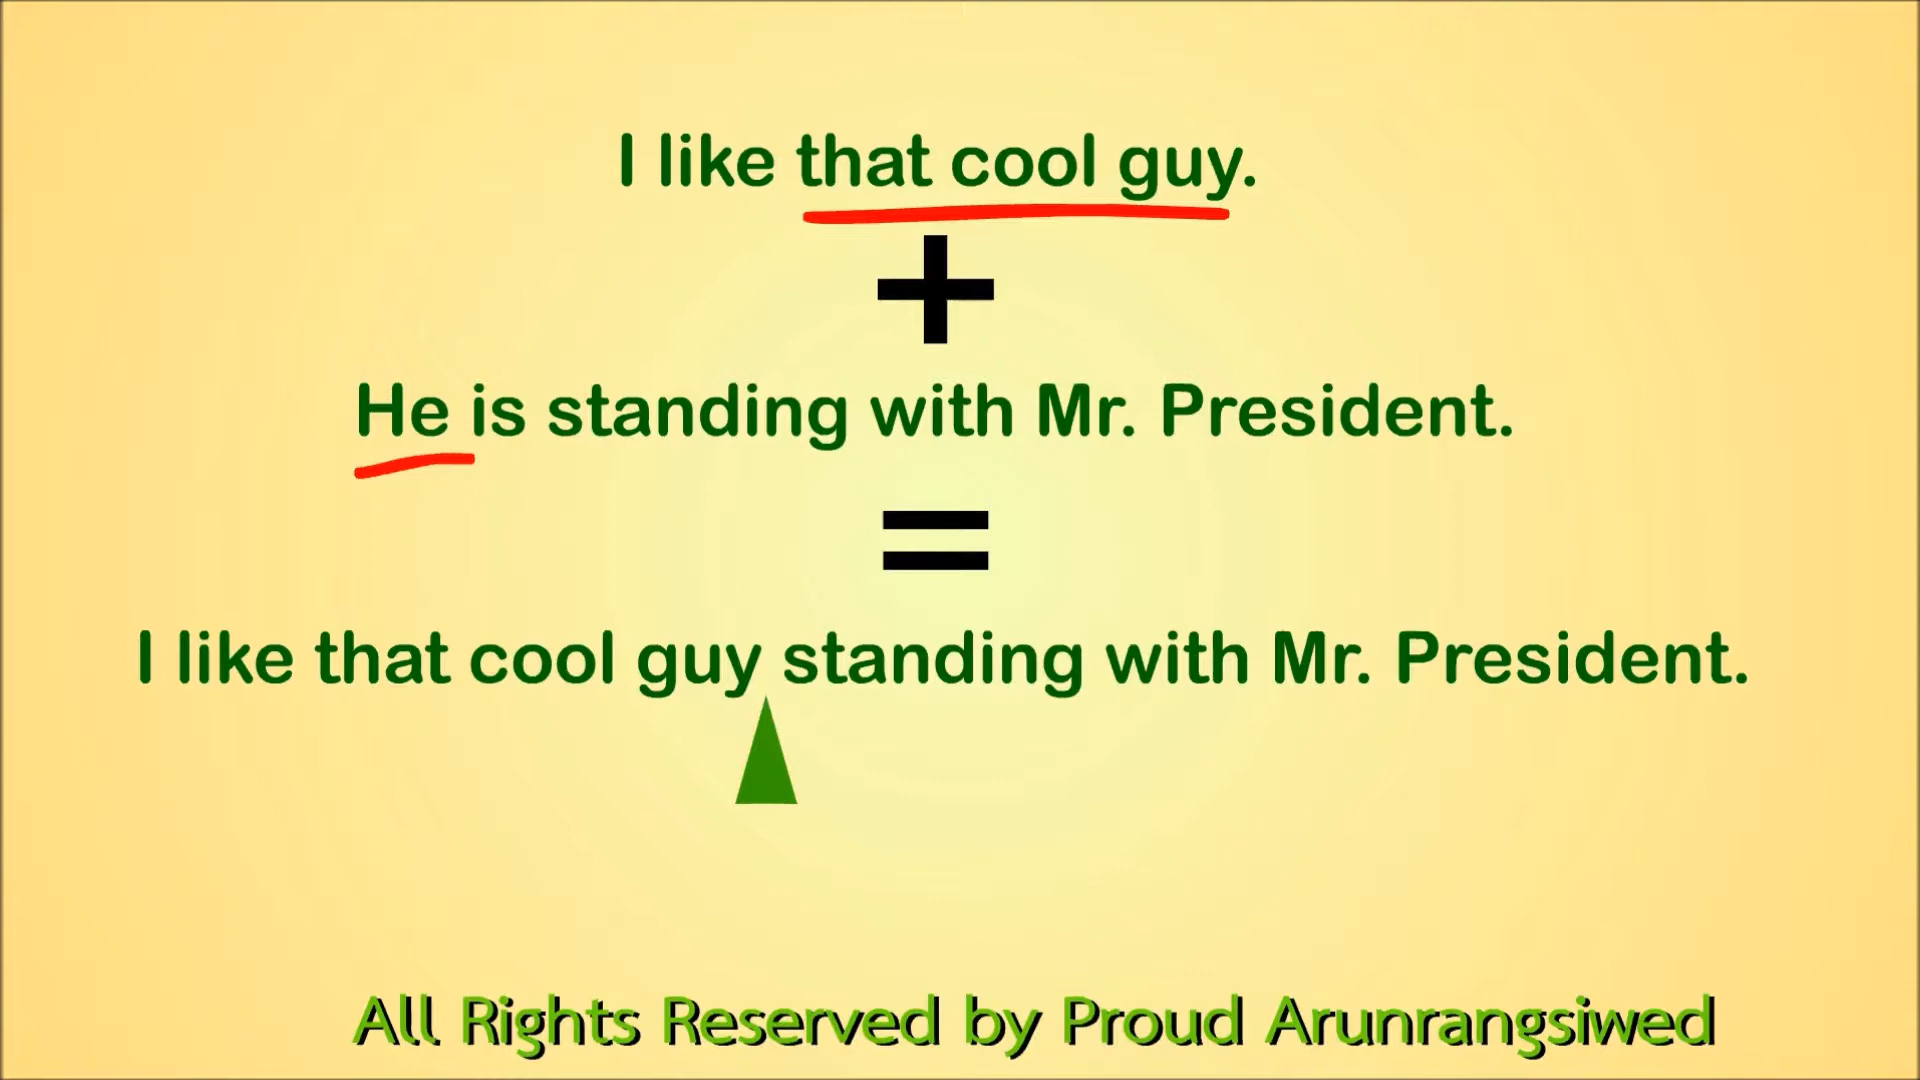 I like that cool guy.
+
He is standing with Mr. President.
=
I like that cool guy standing with Mr. President.
All Rights Reserved by Proud Arunrangsiwed